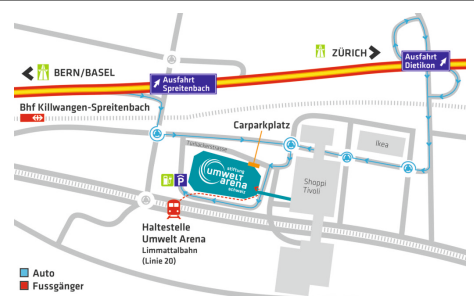 ZÜRICH
Ausfahrt
Dietikon
BERN/BASEL
Ausfahrt
Spreitenbach
Bhf Killwangen-Spreitenbach
Carparkplatz
Ikea
stiftung
umwelt
arena
schweiz
Shoppi
Tivoli
P
Haltestelle
Umwelt Arena
Limmattalbahn
(Linie 20)
Auto
Fussgänger